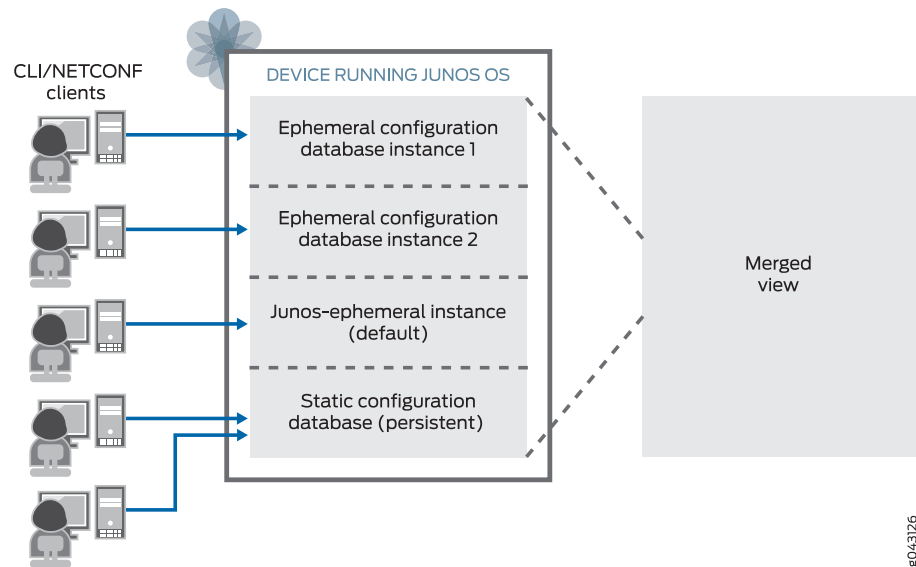 CLI/NETCONF
clients
DEVICE RUNNING JUNOS OS
Ephemeral configuration
database instance 1
Ephemeral configuration
database instance 2
Junos-ephemeral instance
(default)
Static configuration
database (persistent)
Merged
view
g043126